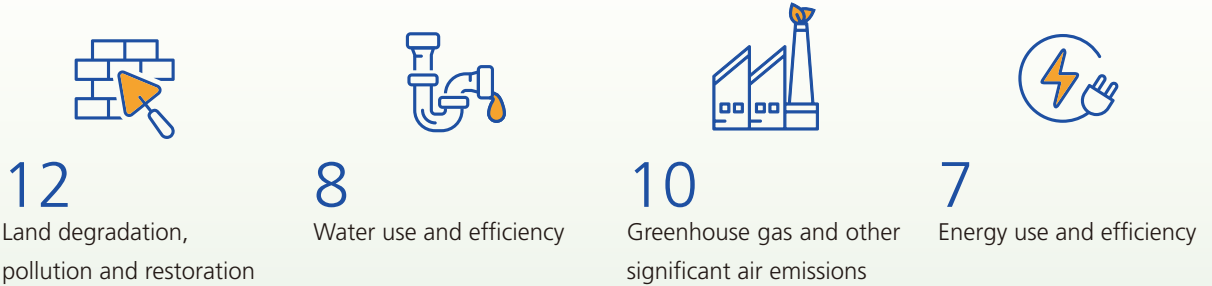 12
Land degradation,
pollution and restoration
8
Water use and efficiency
10
Greenhouse gas and other
significant air emissions
7
Energy use and efficiency